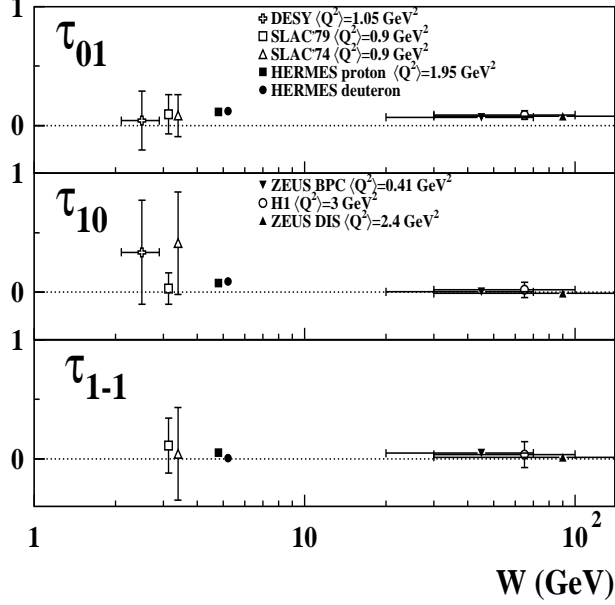 1
τ01
DESY ⟨Q²⟩=1.05 GeV²
SLAC'79 ⟨Q²⟩=0.9 GeV²
SLAC'74 ⟨Q²⟩=0.9 GeV²
HERMES proton ⟨Q²⟩=1.95 GeV²
HERMES deuteron
0
1
τ10
ZEUS BPC ⟨Q²⟩=0.41 GeV²
H1 ⟨Q²⟩=3 GeV²
ZEUS DIS ⟨Q²⟩=2.4 GeV²
0
1
τ1-1
0
1 10 10²
W (GeV)